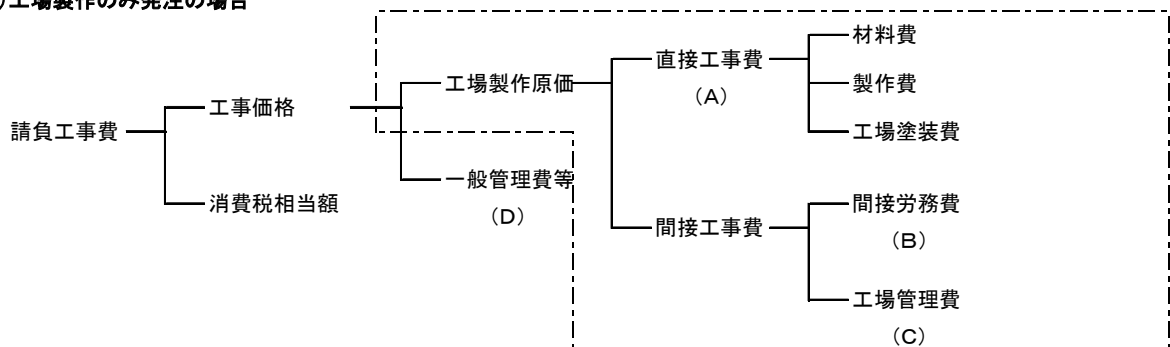 )工場製作のみ発注の場合
材料費
工場製作原価
直接工事費
製作費
(A)
工事価格
請負工事費
工場塗装費
一般管理費等
消費税相当額
間接労務費
(D)
間接工事費
(B)
工場管理費
(C)